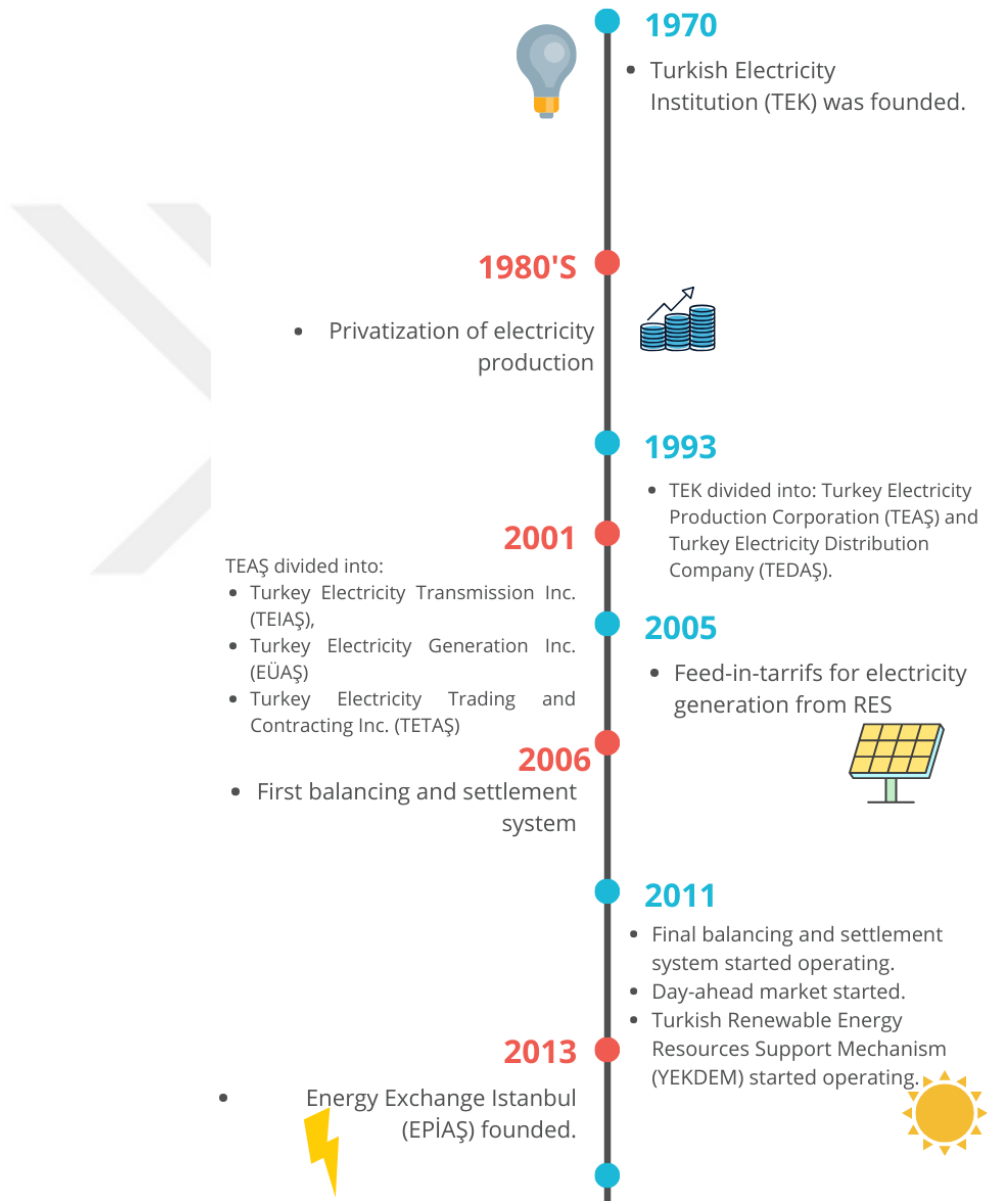 1970
• Turkish Electricity
Institution (TEK) was founded.
1980'S
• Privatization of electricity
production
1993
• TEK divided into: Turkey Electricity
Production Corporation (TEAŞ) and
Turkey Electricity Distribution
Company (TEDAŞ).
2001
TEAŞ divided into:
• Turkey Electricity Transmission Inc.
(TEIAŞ),
• Turkey Electricity Generation Inc.
(EÜAŞ)
• Turkey Electricity Trading and
Contracting Inc. (TETAŞ)
2005
• Feed-in-tarrifs for electricity
generation from RES
2006
• First balancing and settlement
system
2011
• Final balancing and settlement
system started operating.
• Day-ahead market started.
• Turkish Renewable Energy
Resources Support Mechanism
(YEKDEM) started operating.
2013
• Energy Exchange Istanbul
(EPİAŞ) founded.